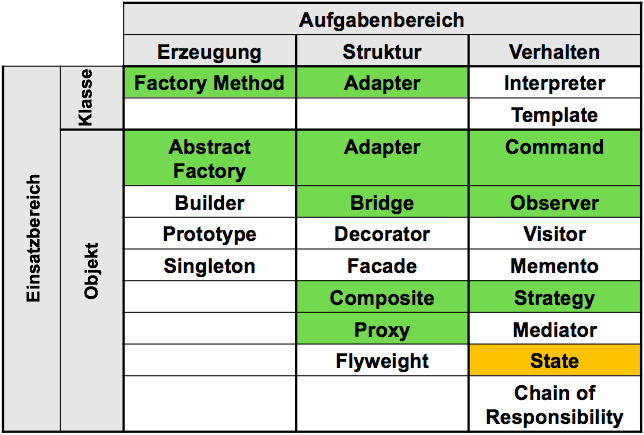 Aufgabenbereich
Erzeugung Struktur Verhalten
Einsatzbereich
Klasse
Factory Method Adapter Interpreter
Template
Objekt
Abstract Adapter Command
Factory
Builder Bridge Observer
Prototype Decorator Visitor
Singleton Facade Memento
Composite Strategy
Proxy Mediator
Flyweight State
Chain of
Responsibility